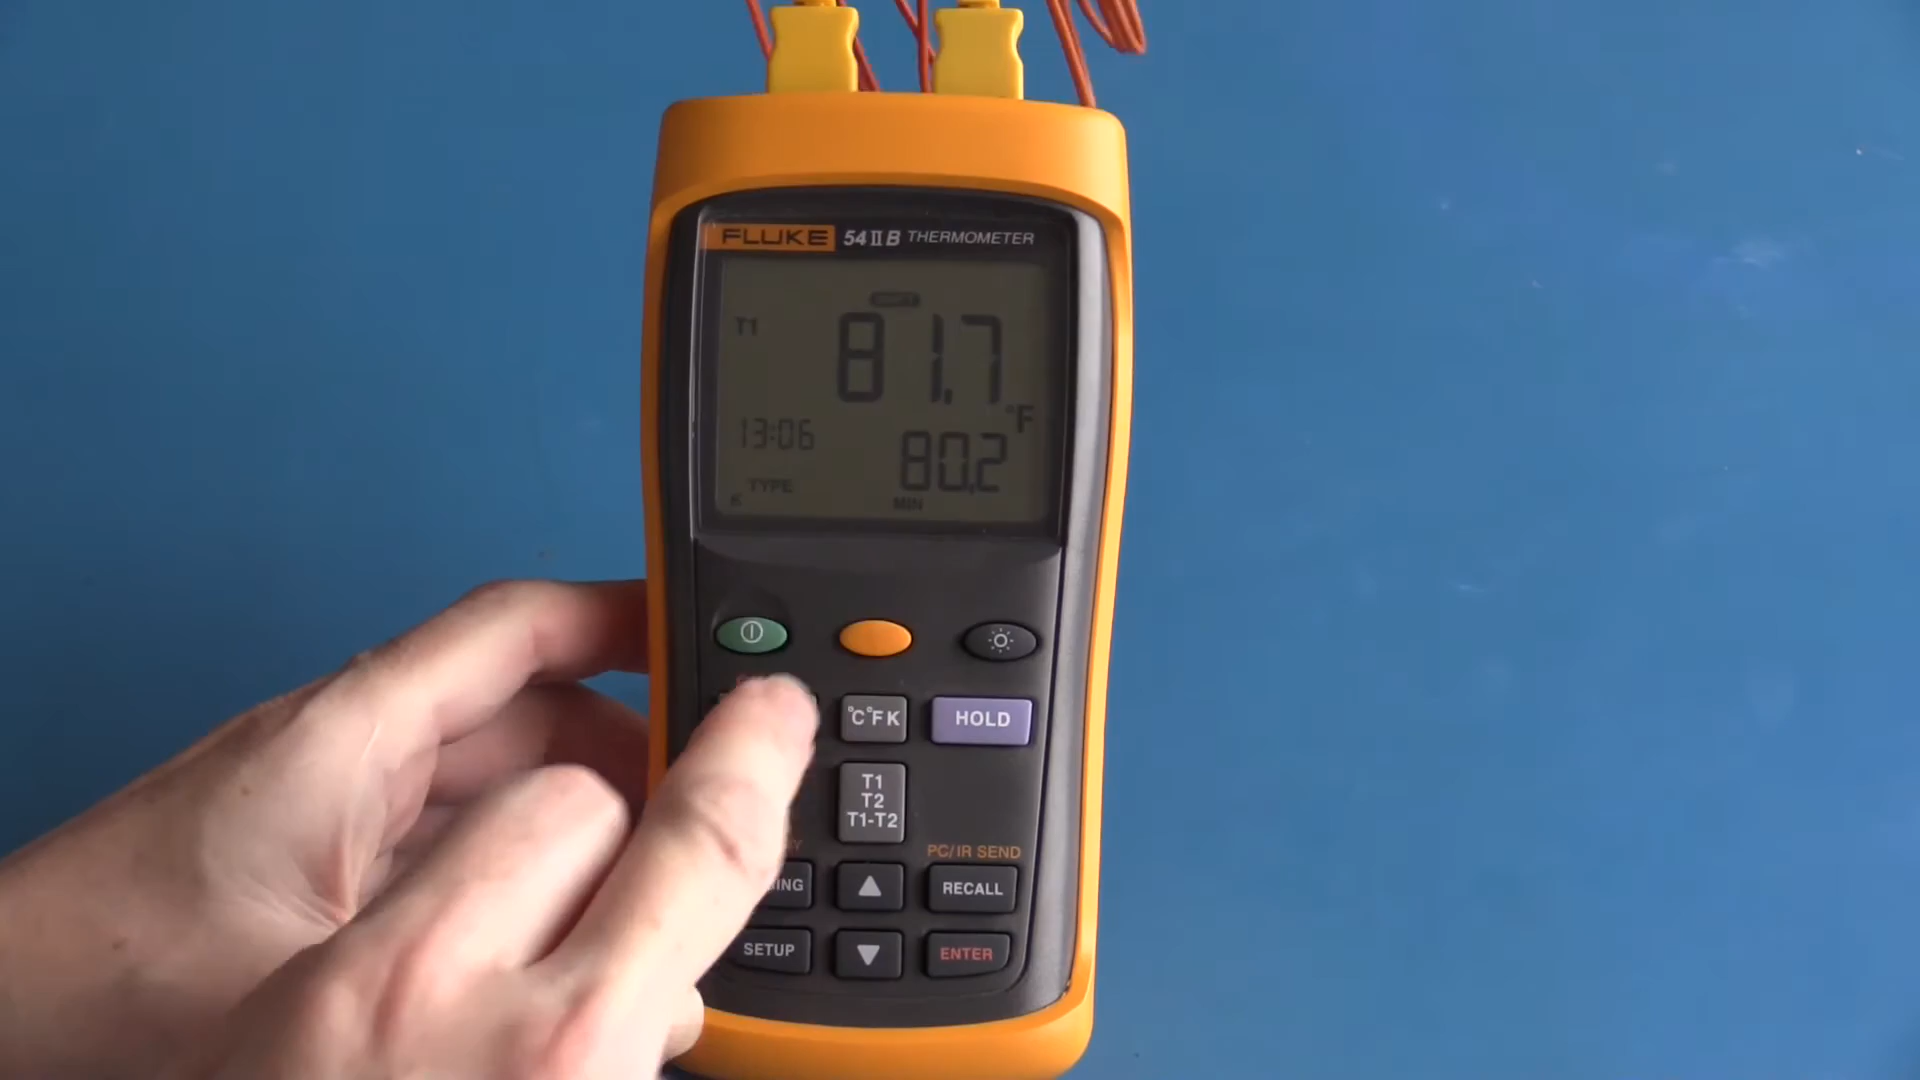 FLUKE 54 II B THERMOMETER
T1
81.7
°F
13:06
80.2
TYPE
K
MIN
°C°F K
HOLD
T1
T2
T1-T2
PC/IR SEND
RECALL
SETUP
ENTER